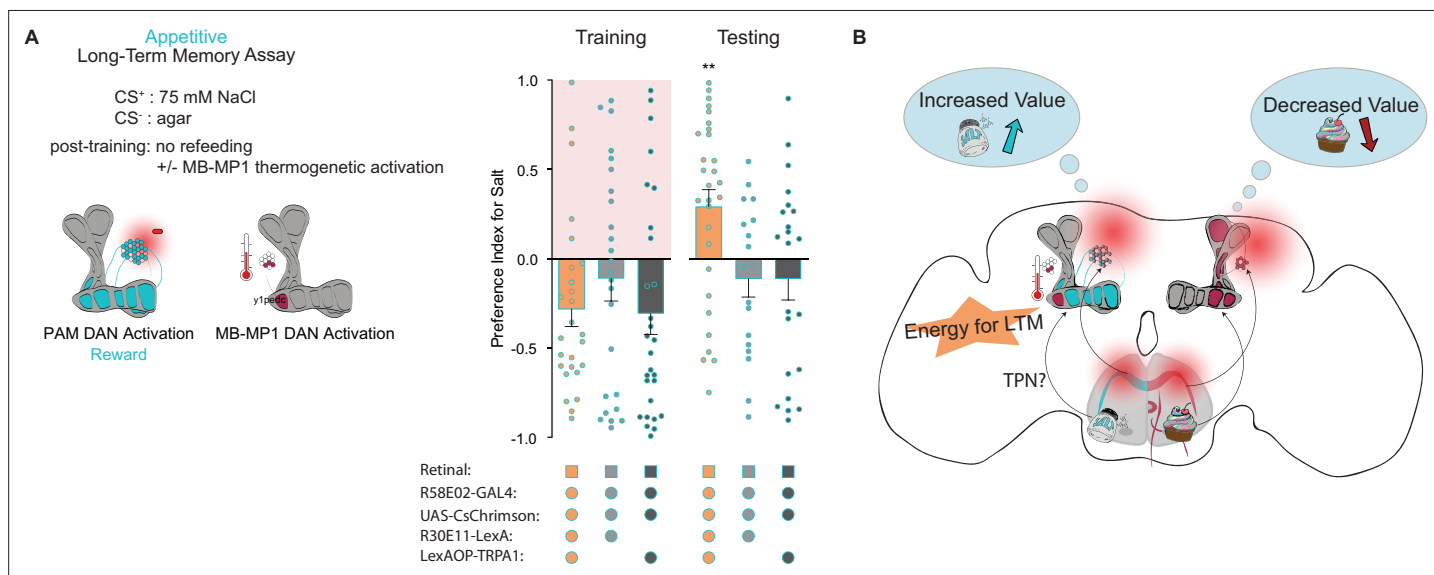 A
Appetitive
Long-Term Memory Assay
CS+ : 75 mM NaCl
CS- : agar
post-training: no refeeding
+/- MB-MP1 thermogenetic activation
y1pedc
PAM DAN Activation
Reward
MB-MP1 DAN Activation
Training
Testing
**
Preference Index for Salt
1.0
0.5
0.0
-0.5
-1.0
Retinal:
R58E02-GAL4:
UAS-CsChrimson:
R30E11-LexA:
LexAOP-TRPA1:
B
Increased Value
SALT
Decreased Value
Energy for LTM
TPN?
SALT